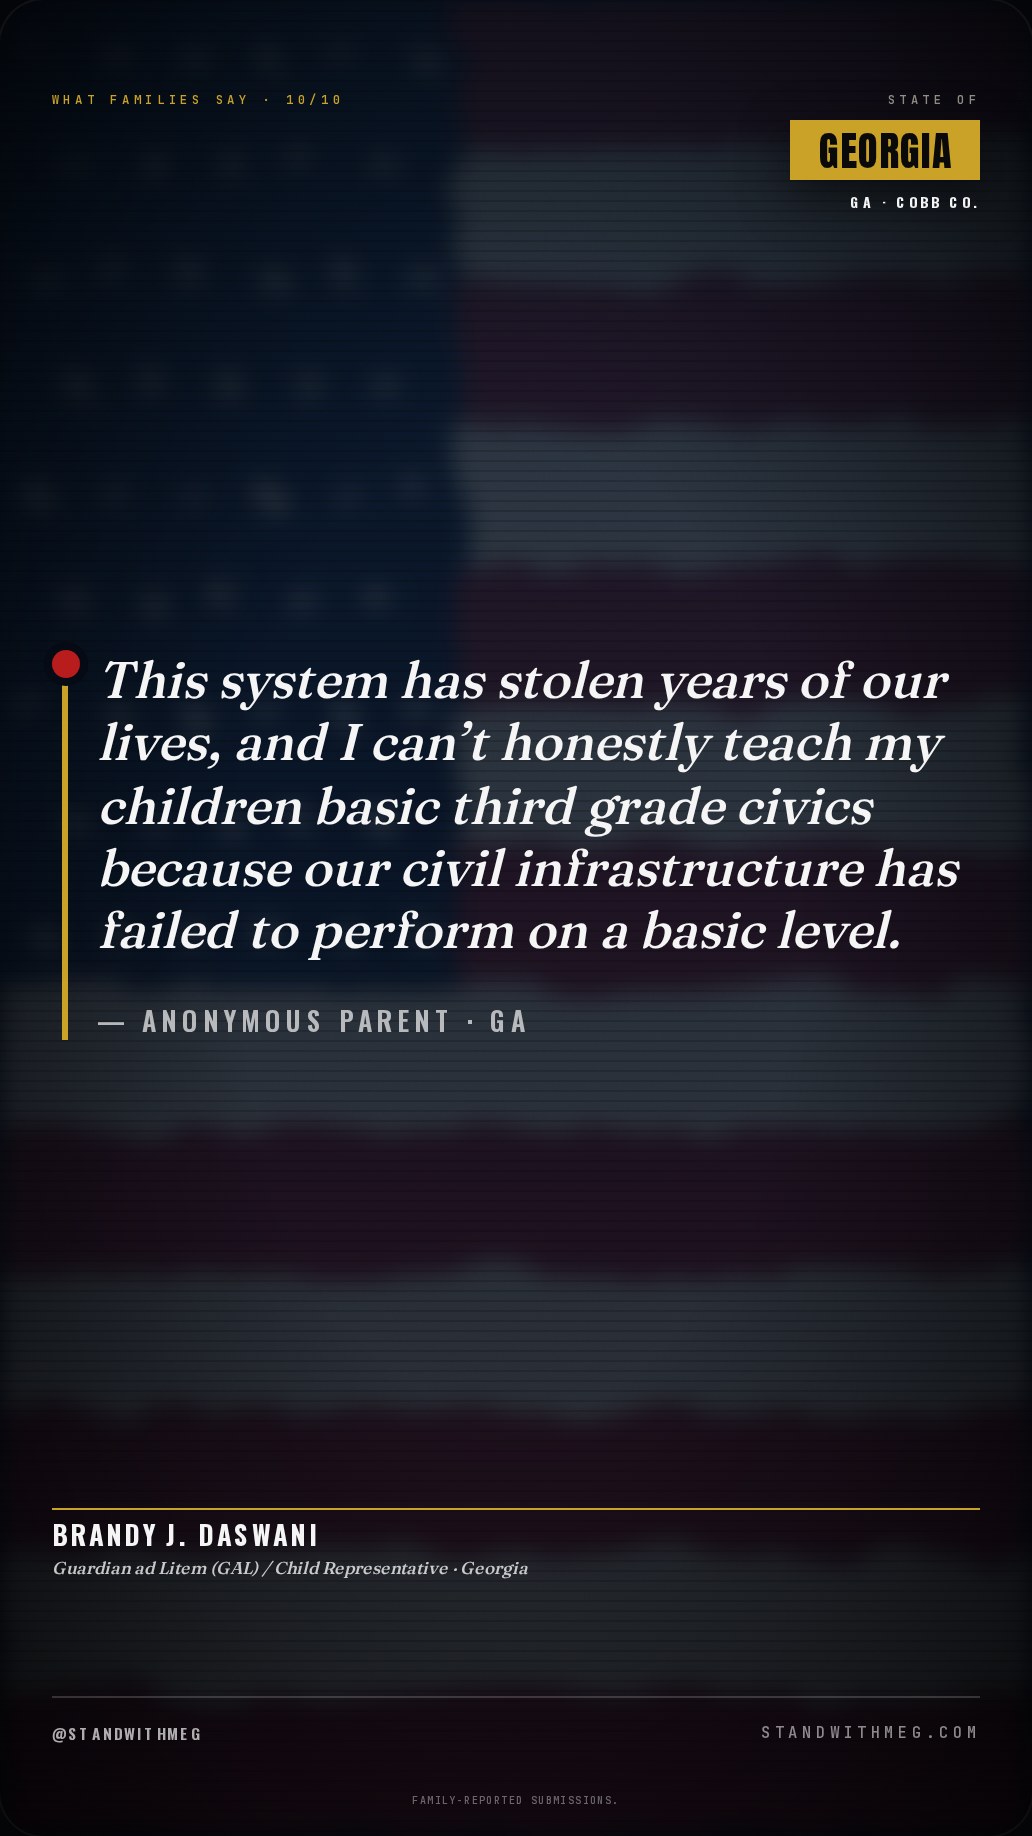 WHAT FAMILIES SAY · 10/10
STATE OF
GEORGIA
GA · COBB CO.
This system has stolen years of our
lives, and I can’t honestly teach my
children basic third grade civics
because our civil infrastructure has
failed to perform on a basic level.
— ANONYMOUS PARENT · GA
BRANDY J. DASWANI
Guardian ad Litem (GAL) / Child Representative · Georgia
@STANDWITHMEG
STANDWITHMEG.COM
FAMILY-REPORTED SUBMISSIONS.